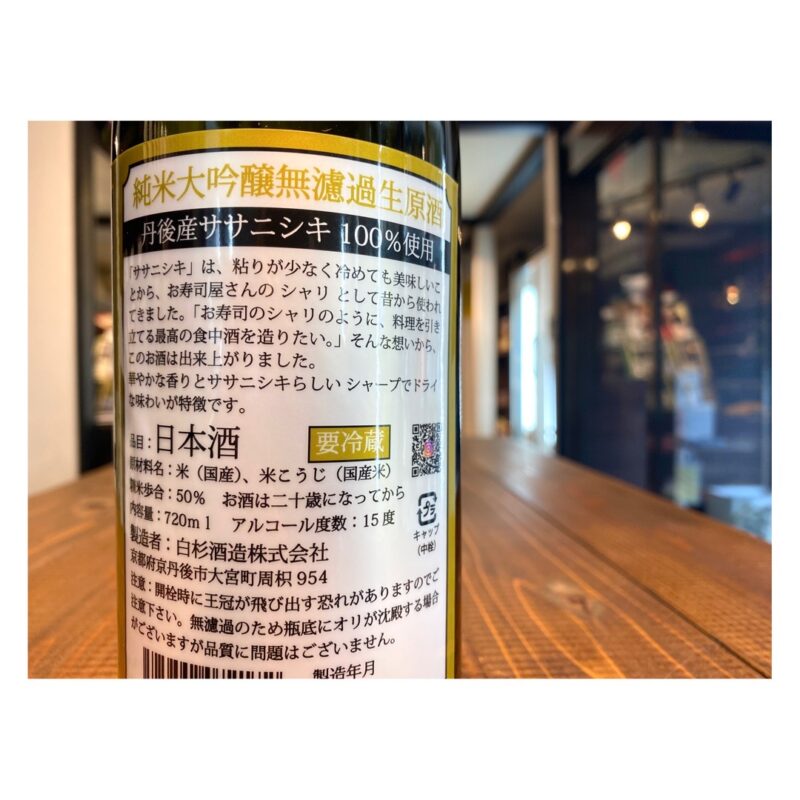 純米大吟醸無濾過生原酒
丹後産ササニシキ 100%使用
「ササニシキ」は、粘りが少なく冷めても美味しいこ
とから、お寿司屋さんの シャリ として昔から使われ
てきました。「お寿司のシャリのように、料理を引き
立てる最高の食中酒を造りたい。」そんな想いから、
このお酒は出来上がりました。
華やかな香りとササニシキらしい シャープでドライ
な味わいが特徴です。
品目：日本酒 要冷蔵
原材料名：米（国産）、米こうじ（国産米）
精米歩合：50% お酒は二十歳になってから
内容量：720ml アルコール度数：15度
プラ
キャップ
（中栓）
製造者：白杉酒造株式会社
京都府京丹後市大宮町周枳 954
注意：開栓時に王冠が飛び出す恐れがありますのでご
注意下さい。無濾過のため瓶底にオリが沈殿する場合
がございますが品質に問題はございません。
製造年月